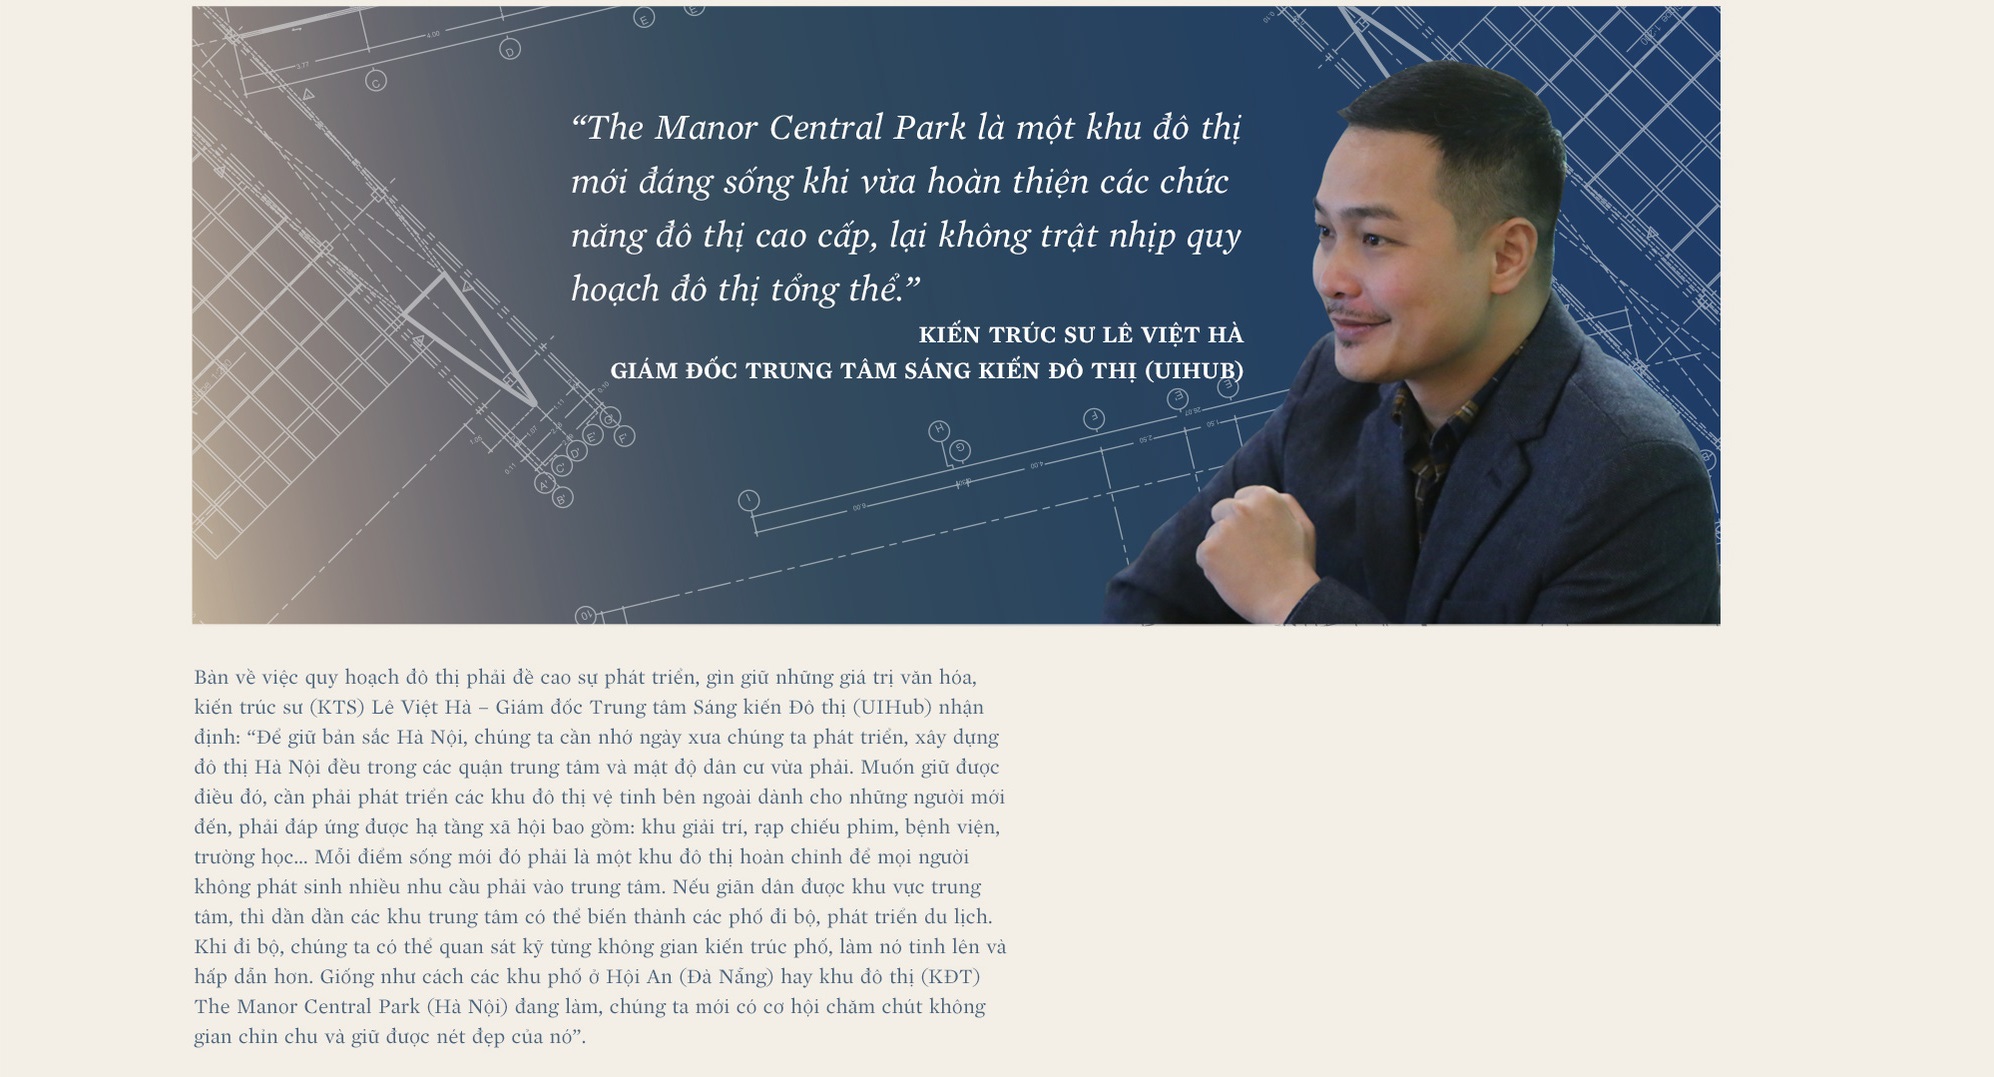 “The Manor Central Park là một khu đô thị
mới đáng sống khi vừa hoàn thiện các chức
năng đô thị cao cấp, lại không trật nhịp quy
hoạch đô thị tổng thể.”
KIẾN TRÚC SƯ LÊ VIỆT HÀ
GIÁM ĐỐC TRUNG TÂM SÁNG KIẾN ĐÔ THỊ (UIHUB)
Bàn về việc quy hoạch đô thị phải đề cao sự phát triển, gìn giữ những giá trị văn hóa,
kiến trúc sư (KTS) Lê Việt Hà – Giám đốc Trung tâm Sáng kiến Đô thị (UIHub) nhận
định: “Để giữ bản sắc Hà Nội, chúng ta cần nhớ ngày xưa chúng ta phát triển, xây dựng
đô thị Hà Nội đều trong các quận trung tâm và mật độ dân cư vừa phải. Muốn giữ được
điều đó, cần phải phát triển các khu đô thị vệ tinh bên ngoài dành cho những người mới
đến, phải đáp ứng được hạ tầng xã hội bao gồm: khu giải trí, rạp chiếu phim, bệnh viện,
trường học... Mỗi điểm sống mới đó phải là một khu đô thị hoàn chỉnh để mọi người
không phát sinh nhiều nhu cầu phải vào trung tâm. Nếu giãn dân được khu vực trung
tâm, thì dần dần các khu trung tâm có thể biến thành các phố đi bộ, phát triển du lịch.
Khi đi bộ, chúng ta có thể quan sát kỹ từng không gian kiến trúc phố, làm nó tinh lên và
hấp dẫn hơn. Giống như cách các khu phố ở Hội An (Đà Nẵng) hay khu đô thị (KĐT)
The Manor Central Park (Hà Nội) đang làm, chúng ta mới có cơ hội chăm chút không
gian chỉn chu và giữ được nét đẹp của nó”.